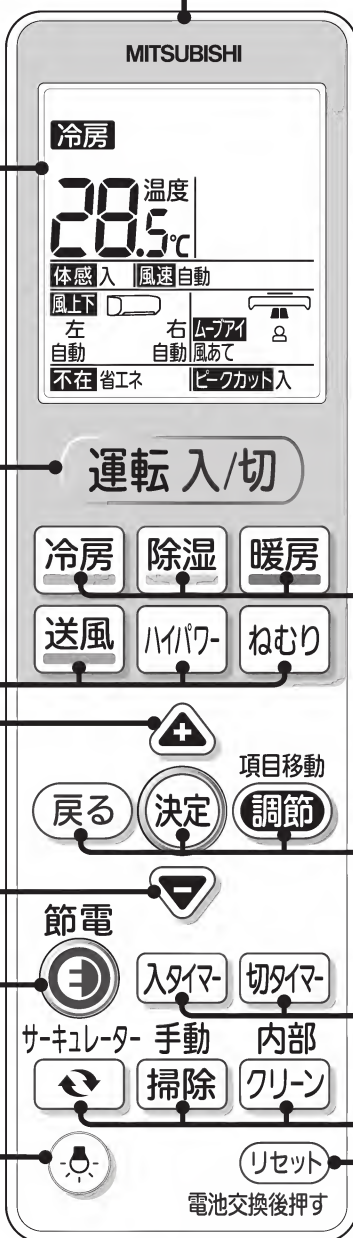 MITSUBISHI
冷房
温度
28.5℃
体感 入 風速 自動
風上下
左 右 ムーブアイ
自動 自動 風あて
不在 省エネ ピークカット 入
運転 入/切
冷房 除湿 暖房
送風 ハイパワー ねむり
+
項目移動
戻る 決定 調節
-
節電
入タイマー 切タイマー
サーキュレーター 手動 内部
掃除 クリーン
リセット
電池交換後押す